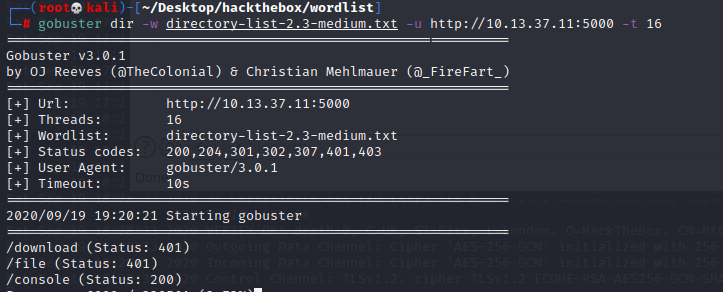 ┌──(root💀kali)-[~/Desktop/hackthebox/wordlist]
└─# gobuster dir -w directory-list-2.3-medium.txt -u http://10.13.37.11:5000 -t 16
===============================================================
Gobuster v3.0.1
by OJ Reeves (@TheColonial) & Christian Mehlmauer (@_FireFart_)
===============================================================
[+] Url:            http://10.13.37.11:5000
[+] Threads:        16
[+] Wordlist:       directory-list-2.3-medium.txt
[+] Status codes:   200,204,301,302,307,401,403
[+] User Agent:     gobuster/3.0.1
[+] Timeout:        10s
===============================================================
2020/09/19 19:20:21 Starting gobuster
===============================================================
/download (Status: 401)
/file (Status: 401)
/console (Status: 200)